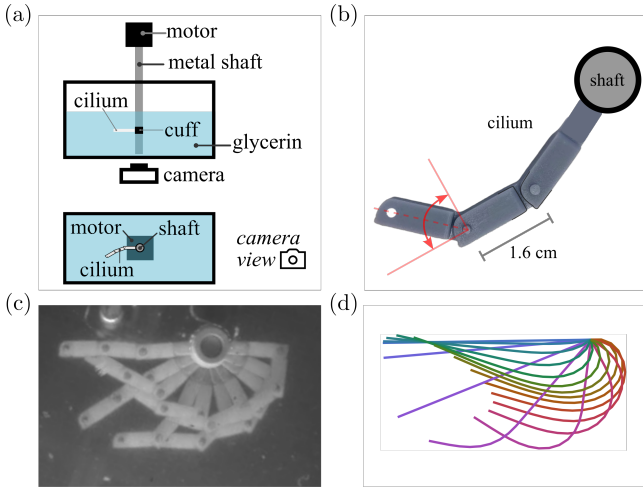 (a)
motor
metal shaft
cilium
cuff
glycerin
camera
motor
shaft
cilium
camera
view
(b)
shaft
cilium
1.6 cm
(c)
(d)